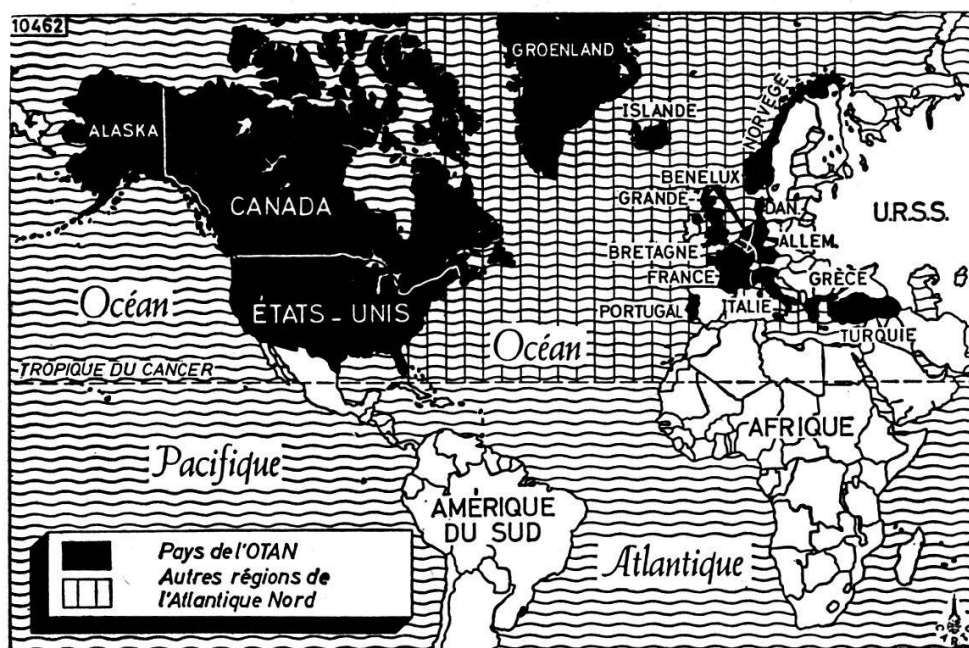 10462
GROENLAND
ISLANDE
NORVÈGE
ALASKA
BENELUX
GRANDE
CANADA
DAN.
U.R.S.S.
BRETAGNE
ALLEM.
FRANCE
GRÈCE
Océan
ÉTATS-UNIS
PORTUGAL
ITALIE
Océan
TURQUIE
TROPIQUE DU CANCER
AFRIQUE
Pacifique
AMÉRIQUE
DU SUD
Atlantique
Pays de l'OTAN
Autres régions de
l'Atlantique Nord